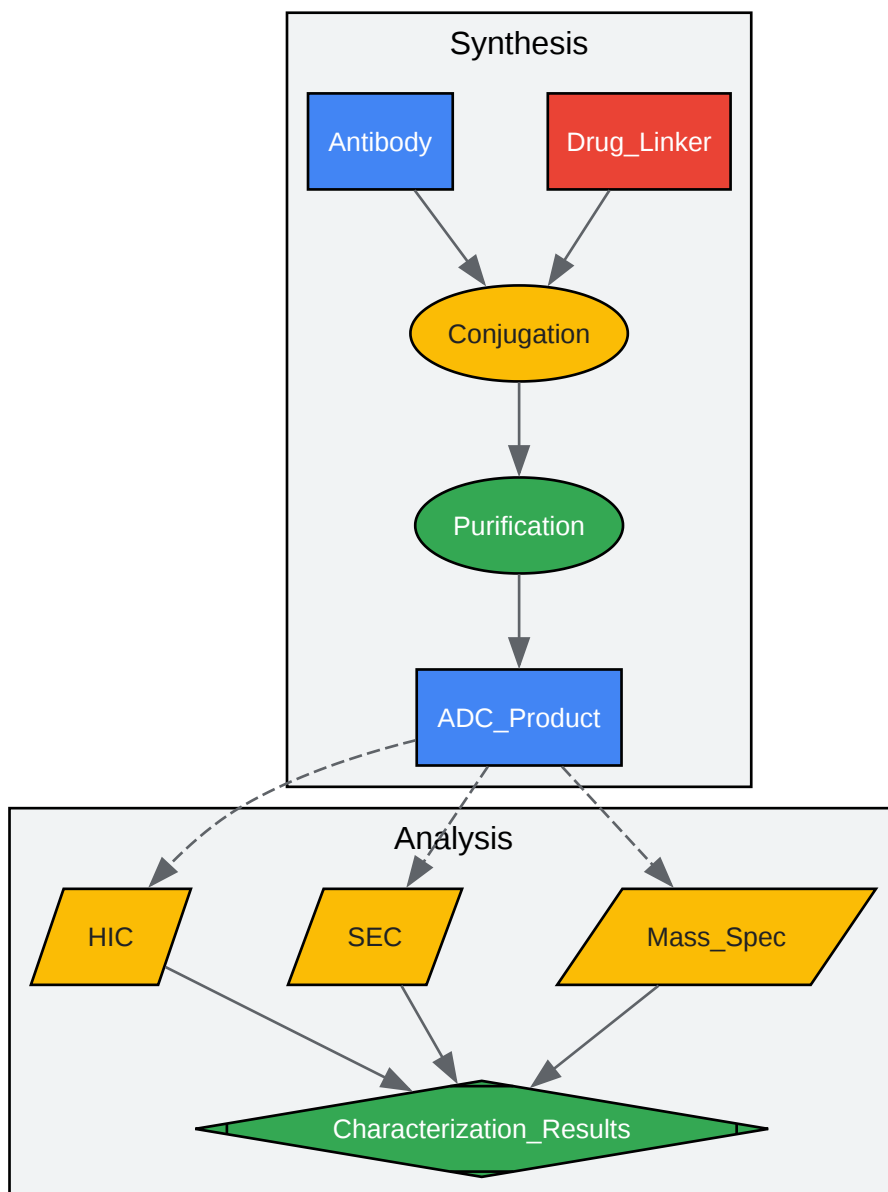 Synthesis
Antibody
Drug_Linker
Conjugation
Purification
ADC_Product
Analysis
HIC
SEC
Mass_Spec
Characterization_Results